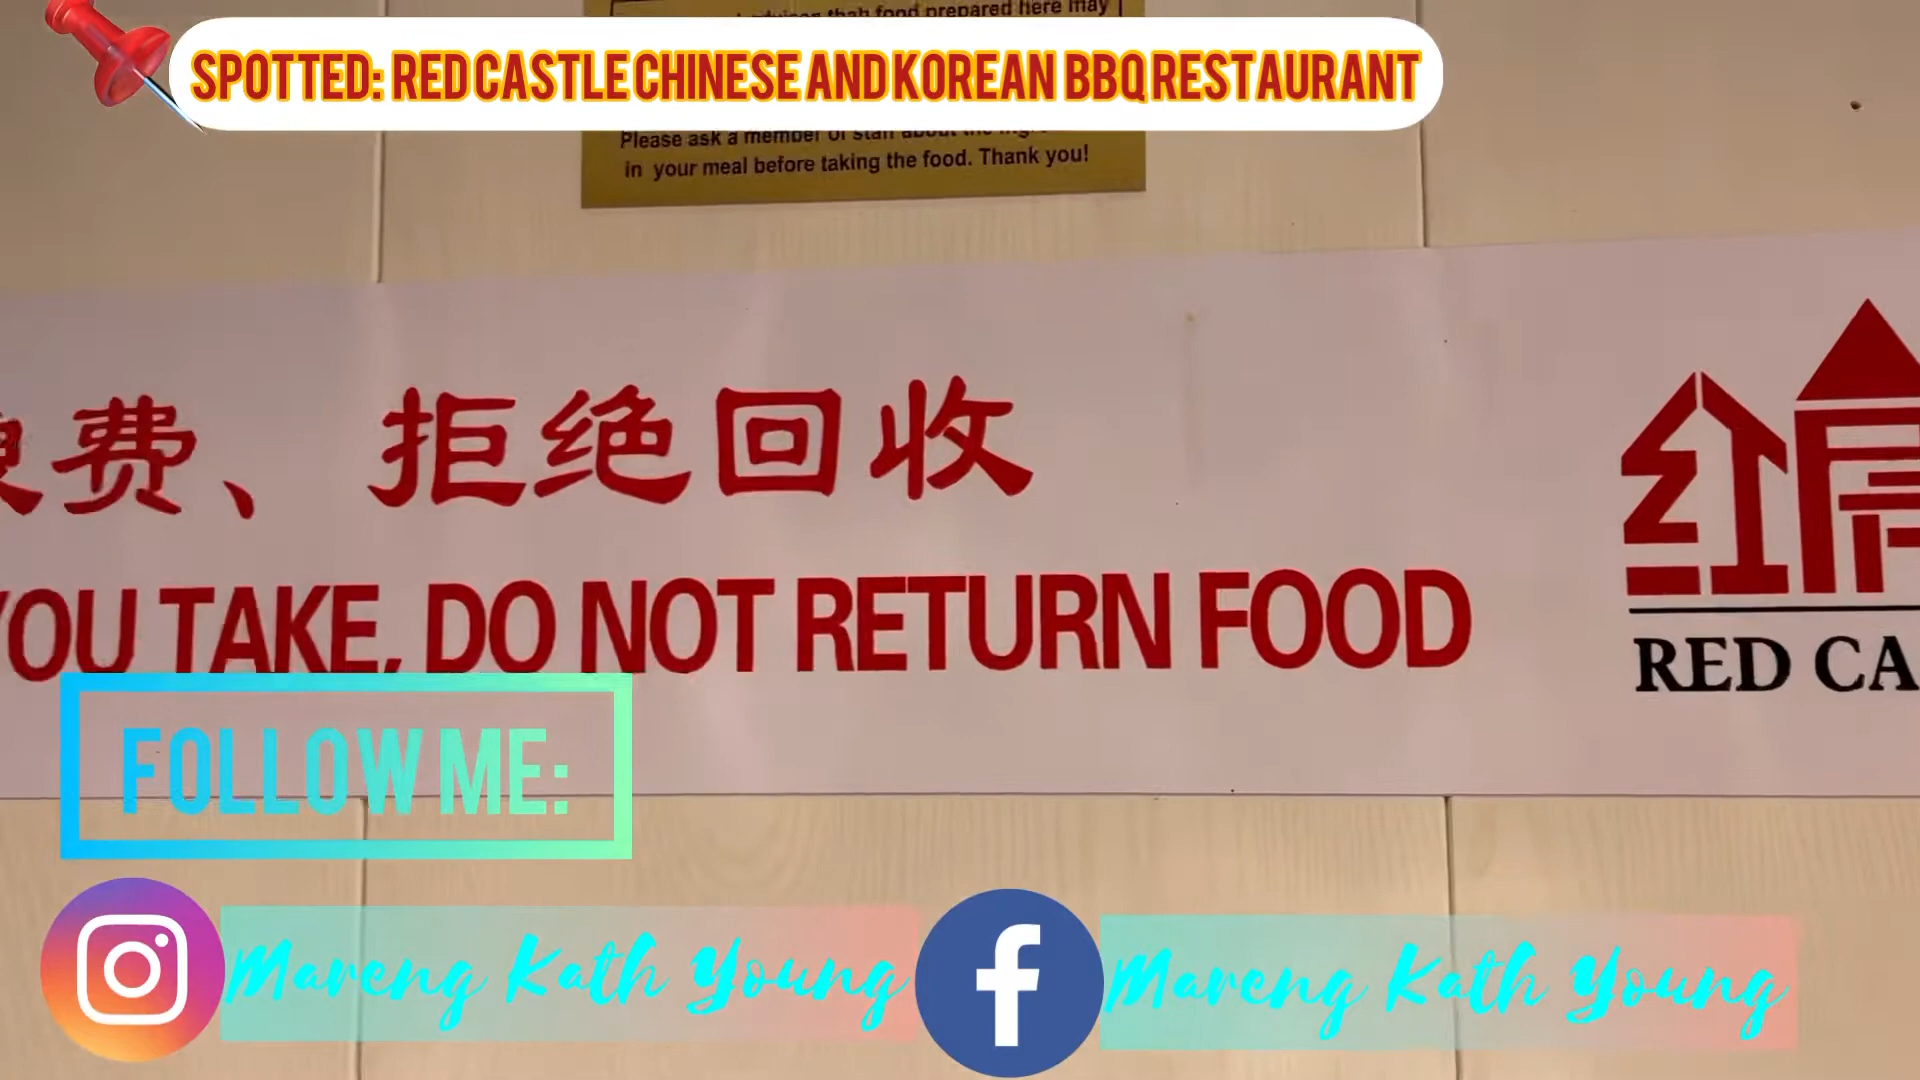 food prepared here may
SPOTTED: RED CASTLE CHINESE AND KOREAN BBQ RESTAURANT
Please ask a member of staff about the
in your meal before taking the food. Thank you!
浪费、拒绝回收
YOU TAKE, DO NOT RETURN FOOD
红
RED
FOLLOW ME:
Mareng Kath Young
Mareng Kath Young